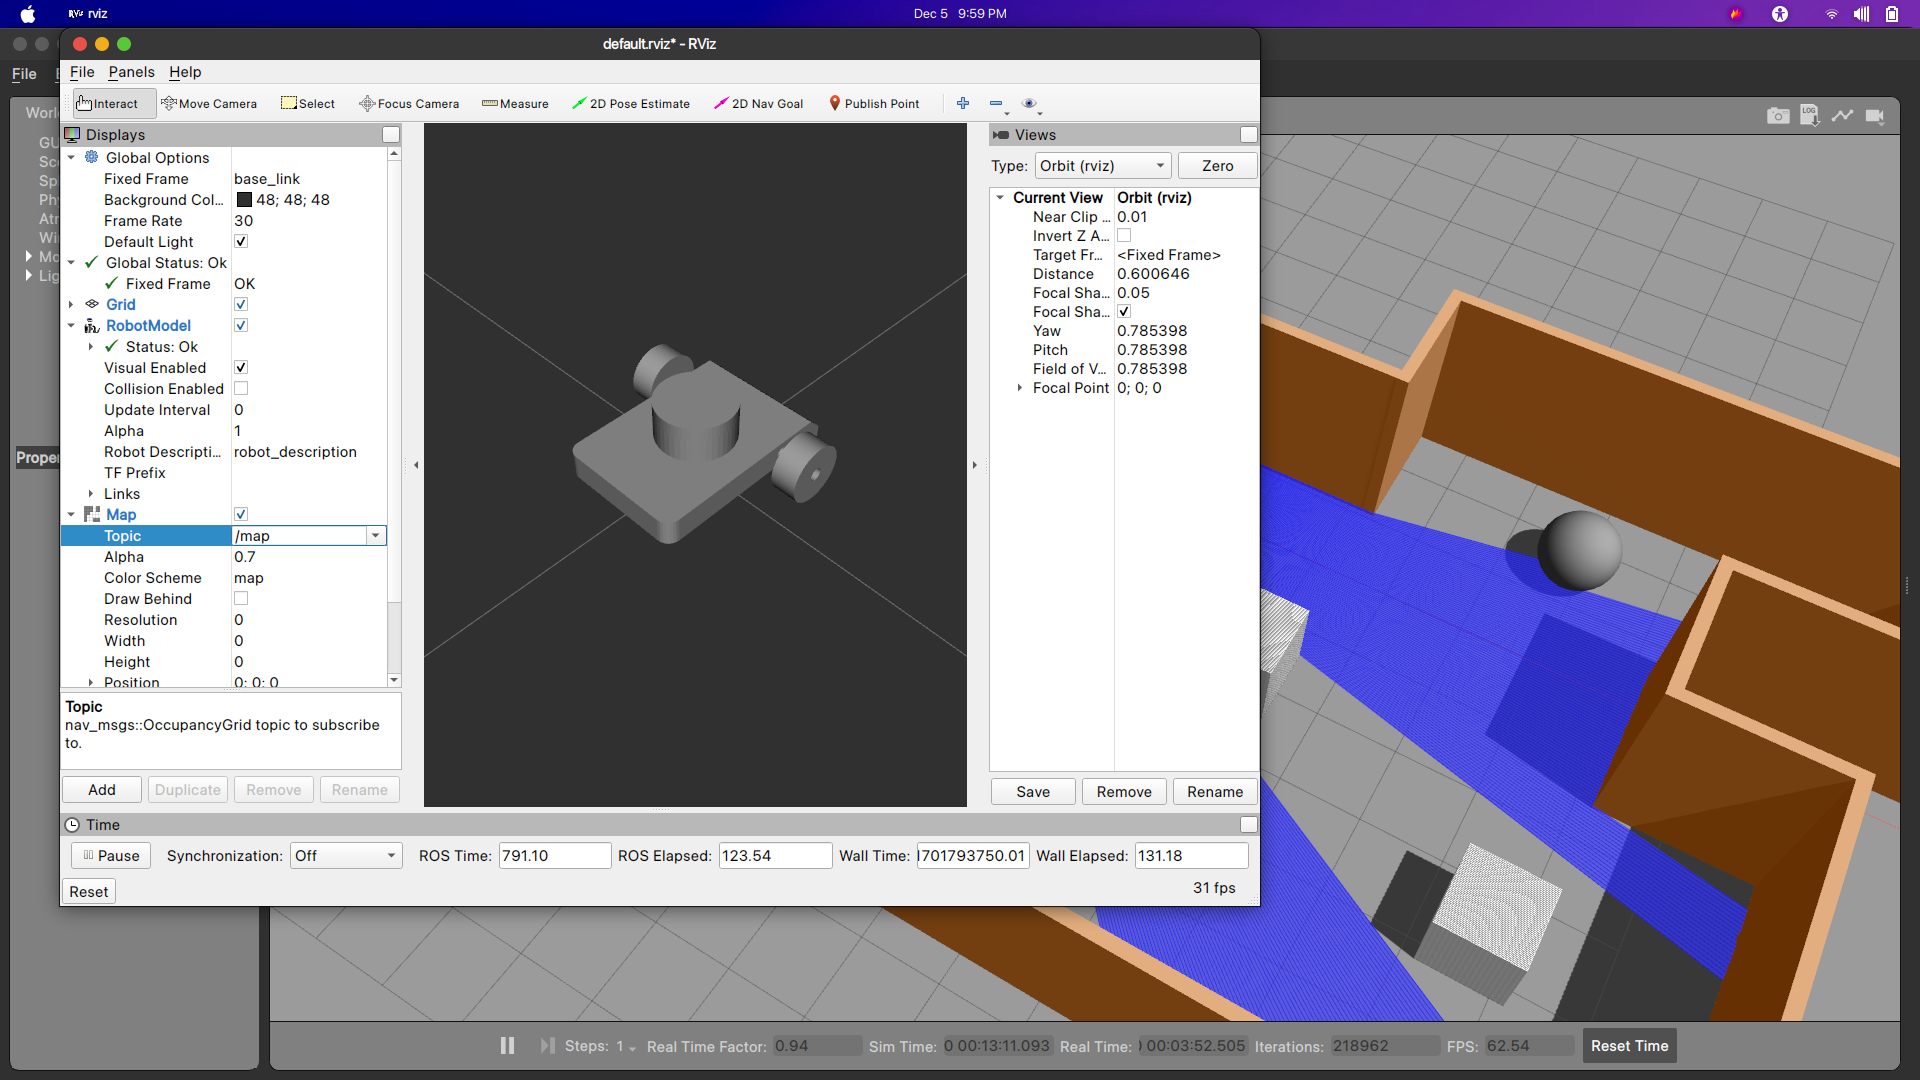 RViz rviz
Dec 5 9:59 PM
default.rviz* - RViz
File
File Panels Help
Interact Move Camera Select Focus Camera Measure 2D Pose Estimate 2D Nav Goal Publish Point
Displays
Global Options
Fixed Frame base_link
Background Col... 48; 48; 48
Frame Rate 30
Default Light
Global Status: Ok
Fixed Frame OK
Grid
RobotModel
Status: Ok
Visual Enabled
Collision Enabled
Update Interval 0
Alpha 1
Robot Descripti... robot_description
TF Prefix
Links
Map
Topic /map
Alpha 0.7
Color Scheme map
Draw Behind
Resolution 0
Width 0
Height 0
Position 0; 0; 0
Topic
nav_msgs::OccupancyGrid topic to subscribe
to.
Add Duplicate Remove Rename
Views
Type: Orbit (rviz) Zero
Current View Orbit (rviz)
Near Clip ... 0.01
Invert Z A...
Target Fr... <Fixed Frame>
Distance 0.600646
Focal Sha... 0.05
Focal Sha...
Yaw 0.785398
Pitch 0.785398
Field of V... 0.785398
Focal Point 0; 0; 0
Save Remove Rename
Time
Pause Synchronization: Off ROS Time: 791.10 ROS Elapsed: 123.54 Wall Time: 1701793750.01 Wall Elapsed: 131.18
Reset 31 fps
Worl
GU
Sc
Sp
Ph
At
Wi
Mo
Lig
Prope
LOG
Steps: 1 Real Time Factor: 0.94 Sim Time: 0 00:13:11.093 Real Time: 00:03:52.505 Iterations: 218962 FPS: 62.54 Reset Time